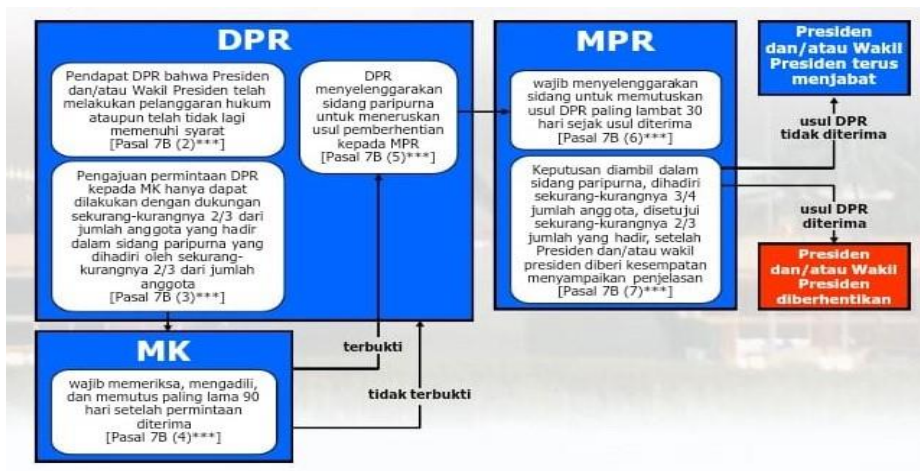 DPR
Pendapat DPR bahwa Presiden
dan/atau Wakil Presiden telah
melakukan pelanggaran hukum
ataupun telah tidak lagi
memenuhi syarat
[Pasal 7B (2)***]
Pengajuan permintaan DPR
kepada MK hanya dapat
dilakukan dengan dukungan
sekurang-kurangnya 2/3 dari
jumlah anggota yang hadir
dalam sidang paripurna yang
dihadiri oleh sekurang-
kurangnya 2/3 dari jumlah
anggota
[Pasal 7B (3)***]
DPR
menyelenggarakan
sidang paripurna
untuk meneruskan
usul pemberhentian
kepada MPR
[Pasal 7B (5)***]
MK
wajib memeriksa, mengadili,
dan memutus paling lama 90
hari setelah permintaan
diterima
[Pasal 7B (4)***]
terbukti
tidak terbukti
MPR
wajib menyelenggarakan
sidang untuk memutuskan
usul DPR paling lambat 30
hari sejak usul diterima
[Pasal 7B (6)***]
Keputusan diambil dalam
sidang paripurna, dihadiri
sekurang-kurangnya 3/4
jumlah anggota, disetujui
sekurang-kurangnya 2/3
jumlah yang hadir, setelah
Presiden dan/atau wakil
presiden diberi kesempatan
menyampaikan penjelasan
[Pasal 7B (7)***]
Presiden
dan/atau Wakil
Presiden terus
menjabat
usul DPR
tidak diterima
usul DPR
diterima
Presiden
dan/atau Wakil
Presiden
diberhentikan